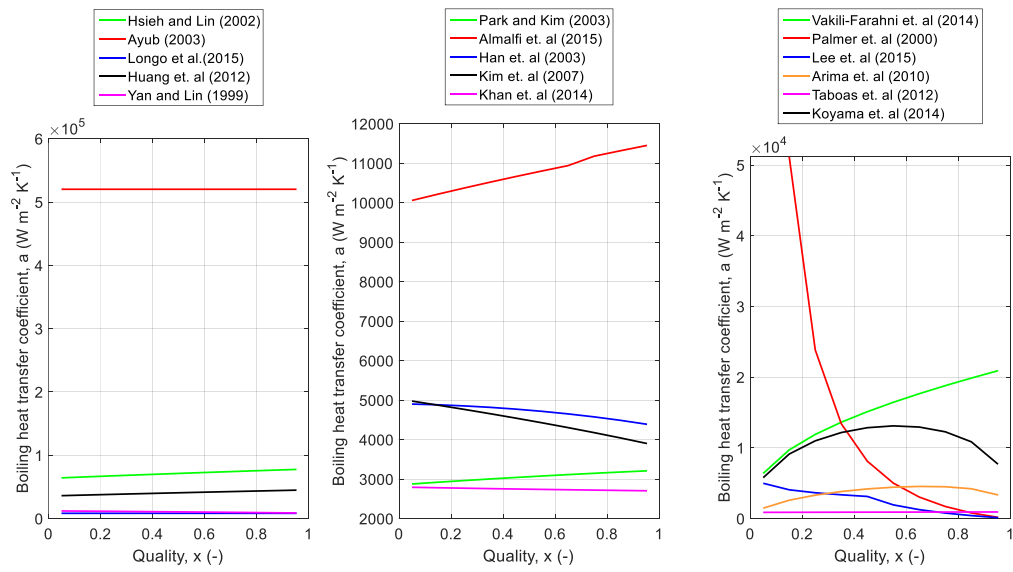 Hsieh and Lin (2002)
Ayub (2003)
Longo et al.(2015)
Huang et. al (2012)
Yan and Lin (1999)
× 10^5
6
5
4
3
2
1
0
0
0.2
0.4
0.6
0.8
1
Boiling heat transfer coefficient, a (W m^-2 K^-1)
Quality, x (-)
Park and Kim (2003)
Almalfi et. al (2015)
Han et. al (2003)
Kim et. al (2007)
Khan et. al (2014)
12000
11000
10000
9000
8000
7000
6000
5000
4000
3000
2000
0
0.2
0.4
0.6
0.8
1
Boiling heat transfer coefficient, a (W m^-2 K^-1)
Quality, x (-)
Vakili-Farahni et. al (2014)
Palmer et. al (2000)
Lee et. al (2015)
Arima et. al (2010)
Taboas et. al (2012)
Koyama et. al (2014)
× 10^4
5
4
3
2
1
0
0
0.2
0.4
0.6
0.8
1
Boiling heat transfer coefficient, a (W m^-2 K^-1)
Quality, x (-)